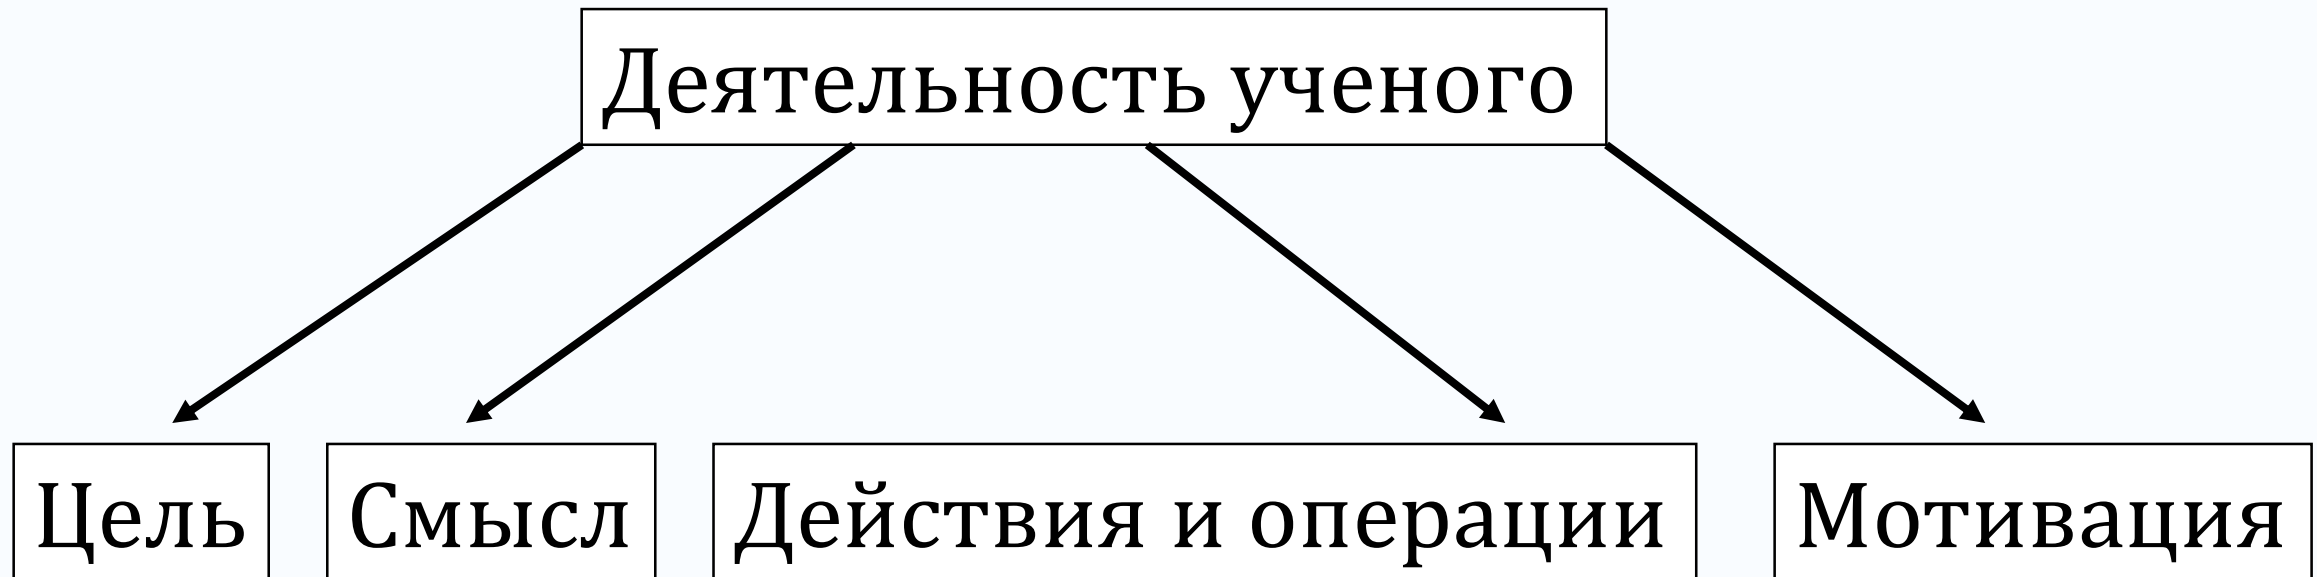 Деятельность ученого
Цель
Смысл
Действия и операции
Мотивация